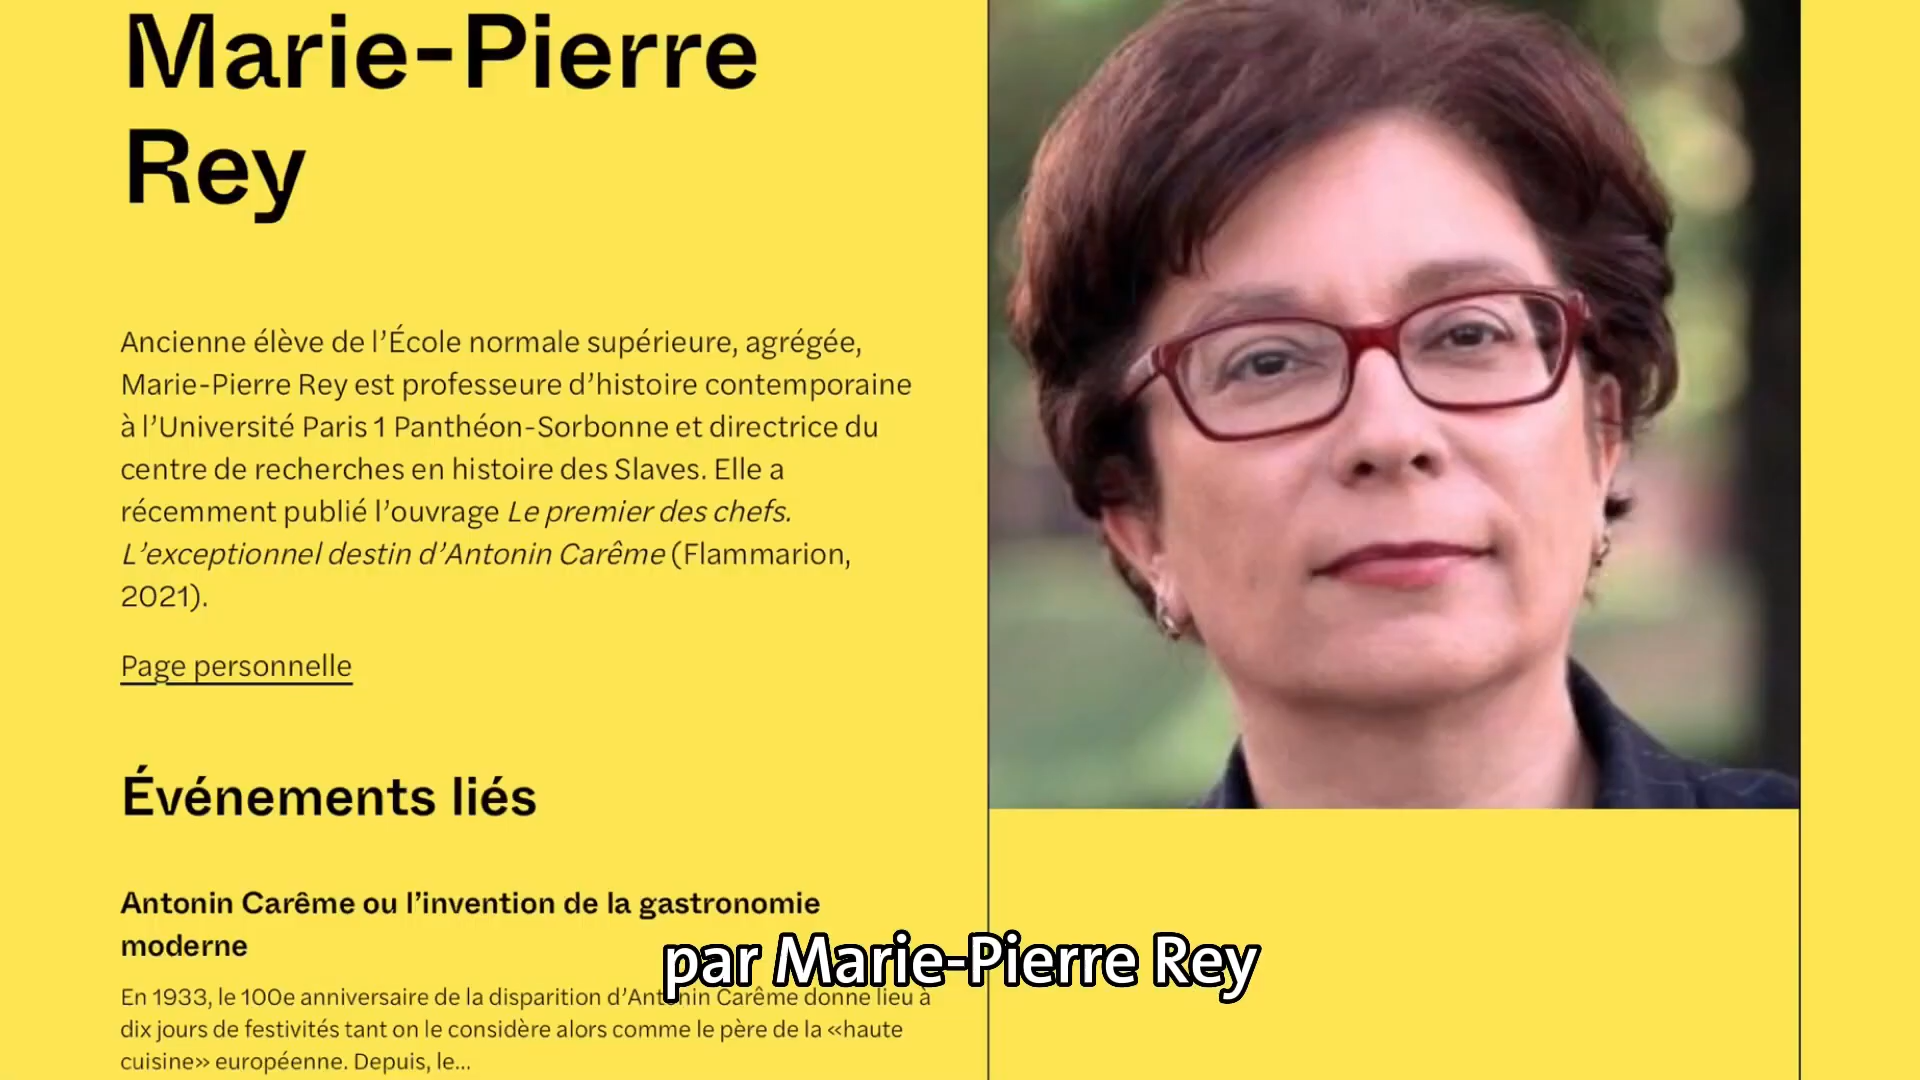 Marie-Pierre
Rey
Ancienne élève de l’École normale supérieure, agrégée,
Marie-Pierre Rey est professeure d’histoire contemporaine
à l’Université Paris 1 Panthéon-Sorbonne et directrice du
centre de recherches en histoire des Slaves. Elle a
récemment publié l’ouvrage Le premier des chefs.
L’exceptionnel destin d’Antonin Carême (Flammarion,
2021).
Page personnelle
Événements liés
Antonin Carême ou l’invention de la gastronomie
moderne
En 1933, le 100e anniversaire de la disparition d’Antonin Carême donne lieu à
dix jours de festivités tant on le considère alors comme le père de la «haute
cuisine» européenne. Depuis, le...
par Marie-Pierre Rey